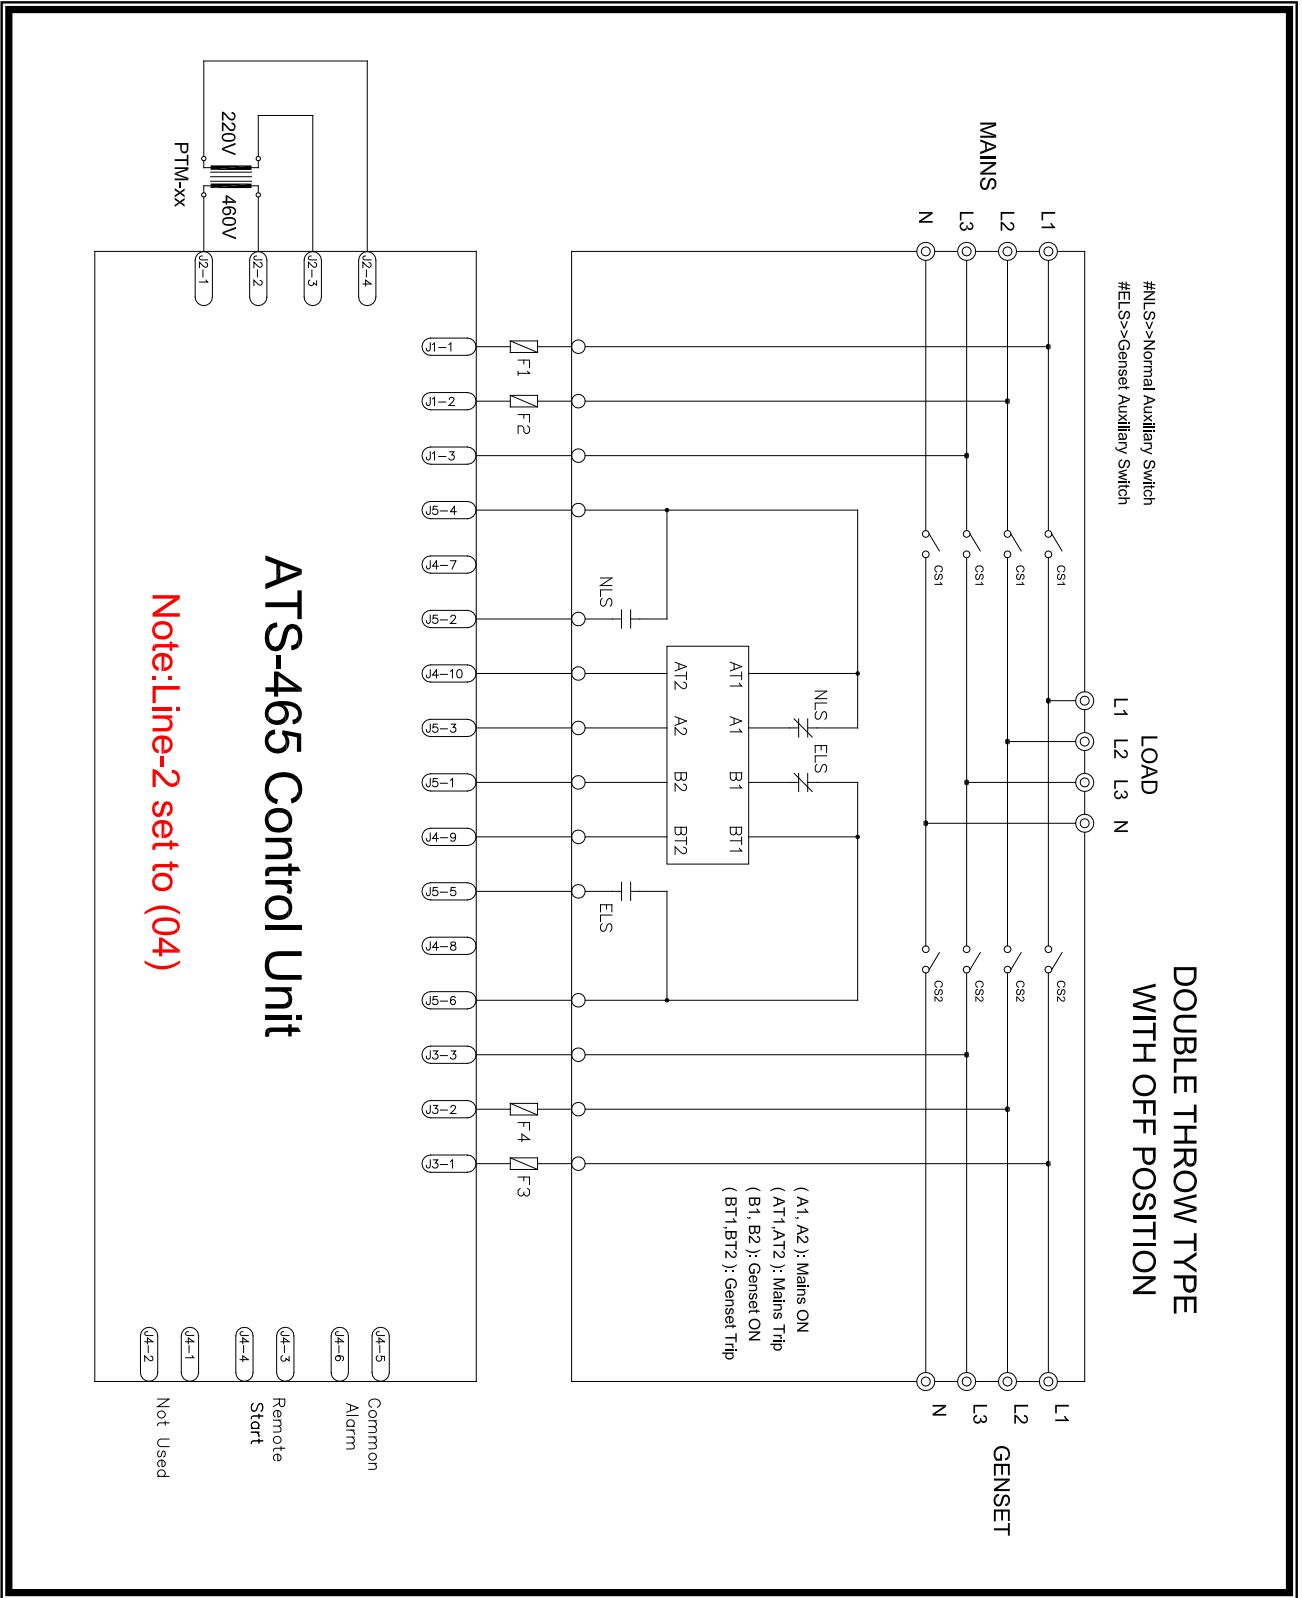 DOUBLE THROW TYPE
WITH OFF POSITION
#NLS>>Normal Auxiliary Switch
#ELS>>Genset Auxiliary Switch
LOAD
L1 L2 L3 N
MAINS
L1
L2
L3
N
CS1
CS1
CS1
CS1
CS2
CS2
CS2
CS2
GENSET
L1
L2
L3
N
( A1, A2 ): Mains ON
( AT1,AT2 ): Mains Trip
( B1, B2 ): Genset ON
( BT1,BT2 ): Genset Trip
NLS ELS
AT1 A1 B1 BT1
AT2 A2 B2 BT2
NLS
ELS
F1 F2 F4 F3
J1-1 J1-2 J1-3 J5-4 J4-7 J5-2 J4-10 J5-3 J5-1 J4-9 J5-5 J4-8 J5-6 J3-3 J3-2 J3-1
J2-4
J2-3
J2-2
J2-1
220V 460V
PTM-xx
ATS-465 Control Unit
Note:Line-2 set to (04)
J4-5
J4-6
Common
Alarm
J4-3
J4-4
Remote
Start
J4-1
J4-2
Not Used